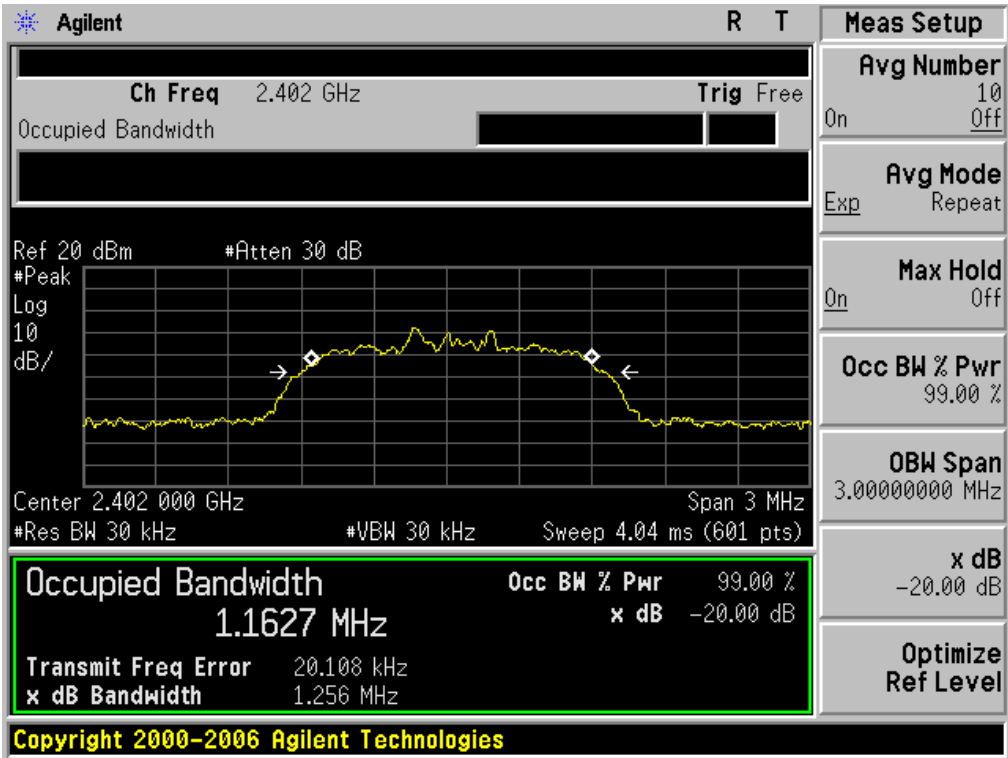 Agilent R T
Ch Freq 2.402 GHz Trig Free
Occupied Bandwidth
Ref 20 dBm #Atten 30 dB
#Peak
Log
10
dB/
Center 2.402 000 GHz Span 3 MHz
#Res BW 30 kHz #VBW 30 kHz Sweep 4.04 ms (601 pts)
Occupied Bandwidth Occ BW % Pwr 99.00 %
1.1627 MHz x dB -20.00 dB
Transmit Freq Error 20.108 kHz
x dB Bandwidth 1.256 MHz
Copyright 2000-2006 Agilent Technologies
Meas Setup
Avg Number
10
On Off
Avg Mode
Exp Repeat
Max Hold
On Off
Occ BW % Pwr
99.00 %
OBW Span
3.00000000 MHz
x dB
-20.00 dB
Optimize
Ref Level